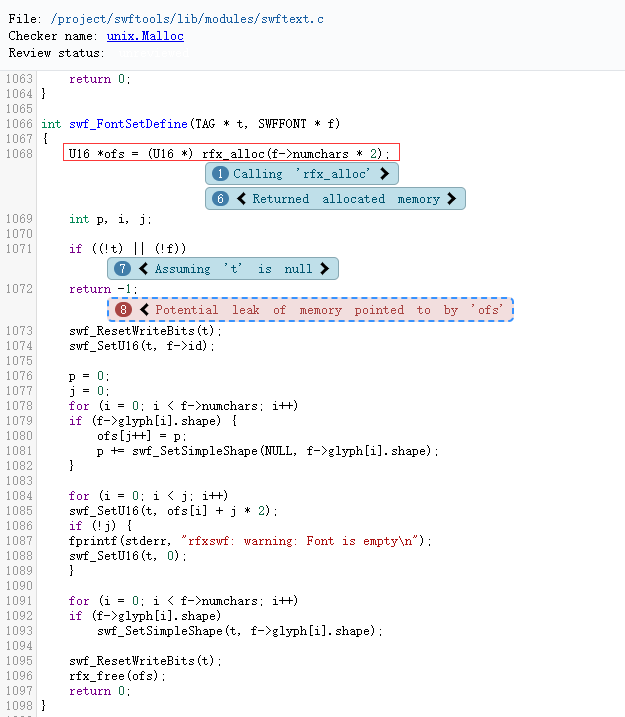 File: /project/swftools/lib/modules/swftext.c
Checker name: unix.Malloc
Review status:
1063 return 0;
1064 }
1065
1066 int swf_FontSetDefine(TAG * t, SWFFONT * f)
1067 {
1068 U16 *ofs = (U16 *) rfx_alloc(f->numchars * 2);
1 Calling 'rfx_alloc' >
6 < Returned allocated memory >
1069 int p, i, j;
1070
1071 if ((!t) || (!f))
7 < Assuming 't' is null >
1072 return -1;
8 < Potential leak of memory pointed to by 'ofs'
1073 swf_ResetWriteBits(t);
1074 swf_SetU16(t, f->id);
1075
1076 p = 0;
1077 j = 0;
1078 for (i = 0; i < f->numchars; i++)
1079 if (f->glyph[i].shape) {
1080 ofs[j++] = p;
1081 p += swf_SetSimpleShape(NULL, f->glyph[i].shape);
1082 }
1083
1084 for (i = 0; i < j; i++)
1085 swf_SetU16(t, ofs[i] + j * 2);
1086 if (!j) {
1087 fprintf(stderr, "rfxswf: warning: Font is empty\n");
1088 swf_SetU16(t, 0);
1089 }
1090
1091 for (i = 0; i < f->numchars; i++)
1092 if (f->glyph[i].shape)
1093 swf_SetSimpleShape(t, f->glyph[i].shape);
1094
1095 swf_ResetWriteBits(t);
1096 rfx_free(ofs);
1097 return 0;
1098 }